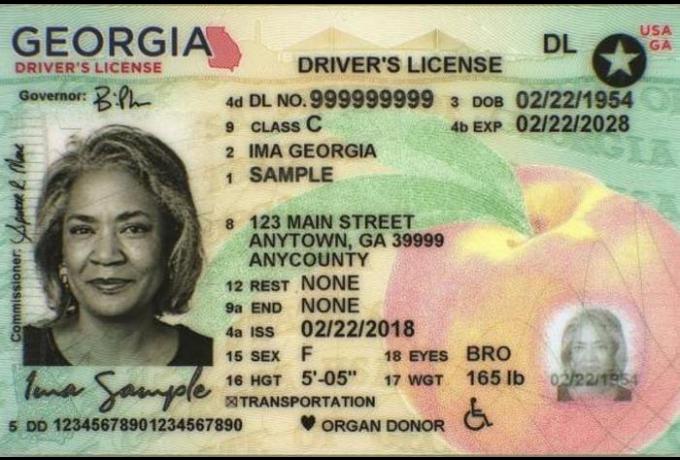 GEORGIA
DRIVER'S LICENSE
DRIVER'S LICENSE
DL
USA
GA
Governor:
4d DL NO. 999999999 3 DOB 02/22/1954
9 CLASS C 4b EXP 02/22/2028
2 IMA GEORGIA
1 SAMPLE
8 123 MAIN STREET
ANYTOWN, GA 39999
ANYCOUNTY
12 REST NONE
9a END NONE
4a ISS 02/22/2018
15 SEX F 18 EYES BRO
16 HGT 5'-05" 17 WGT 165 lb
☒TRANSPORTATION
♥ ORGAN DONOR
Commissioner:
Ima Sample
02/22/1954
5 DD 12345678901234567890